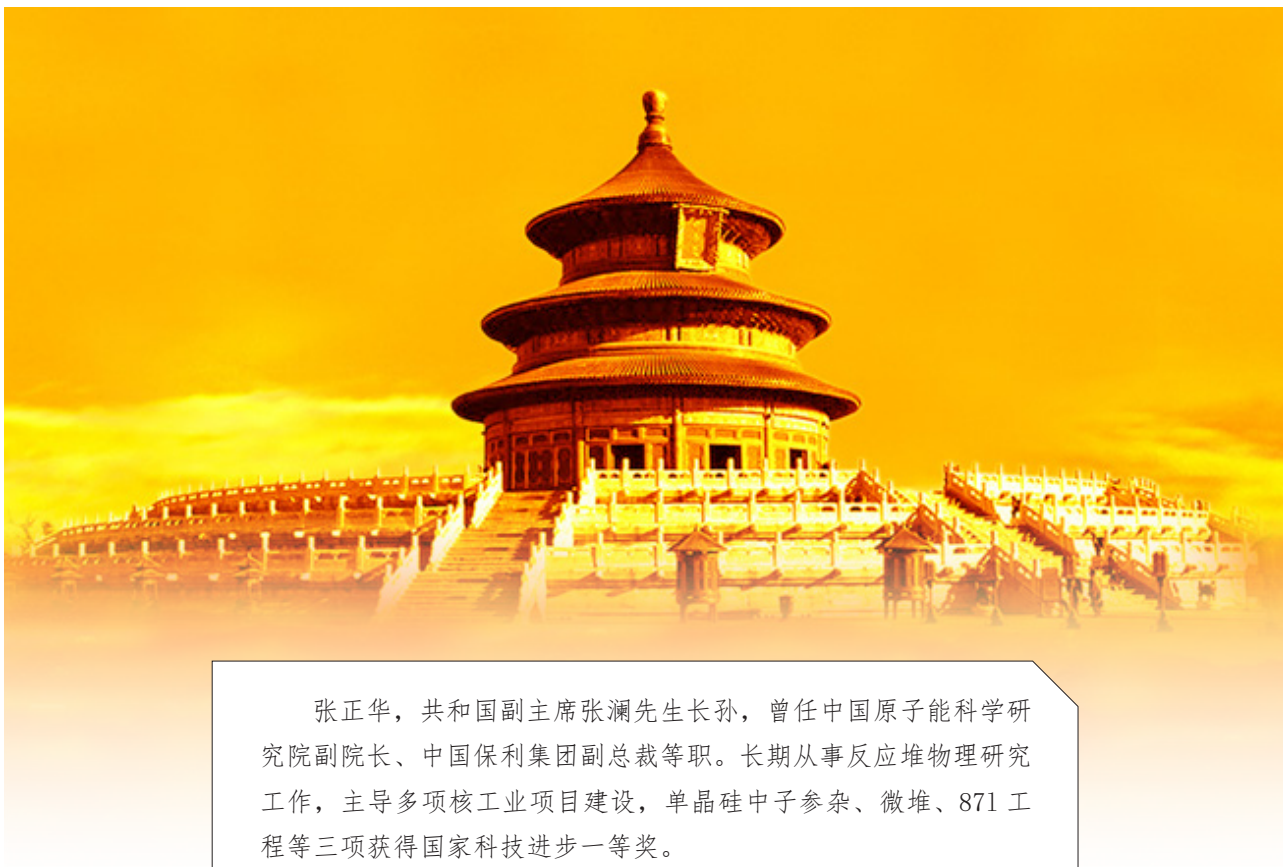 张正华，共和国副主席张澜先生长孙，曾任中国原子能科学研
究院副院长、中国保利集团副总裁等职。长期从事反应堆物理研究
工作，主导多项核工业项目建设，单晶硅中子参杂、微堆、871 工
程等三项获得国家科技进步一等奖。